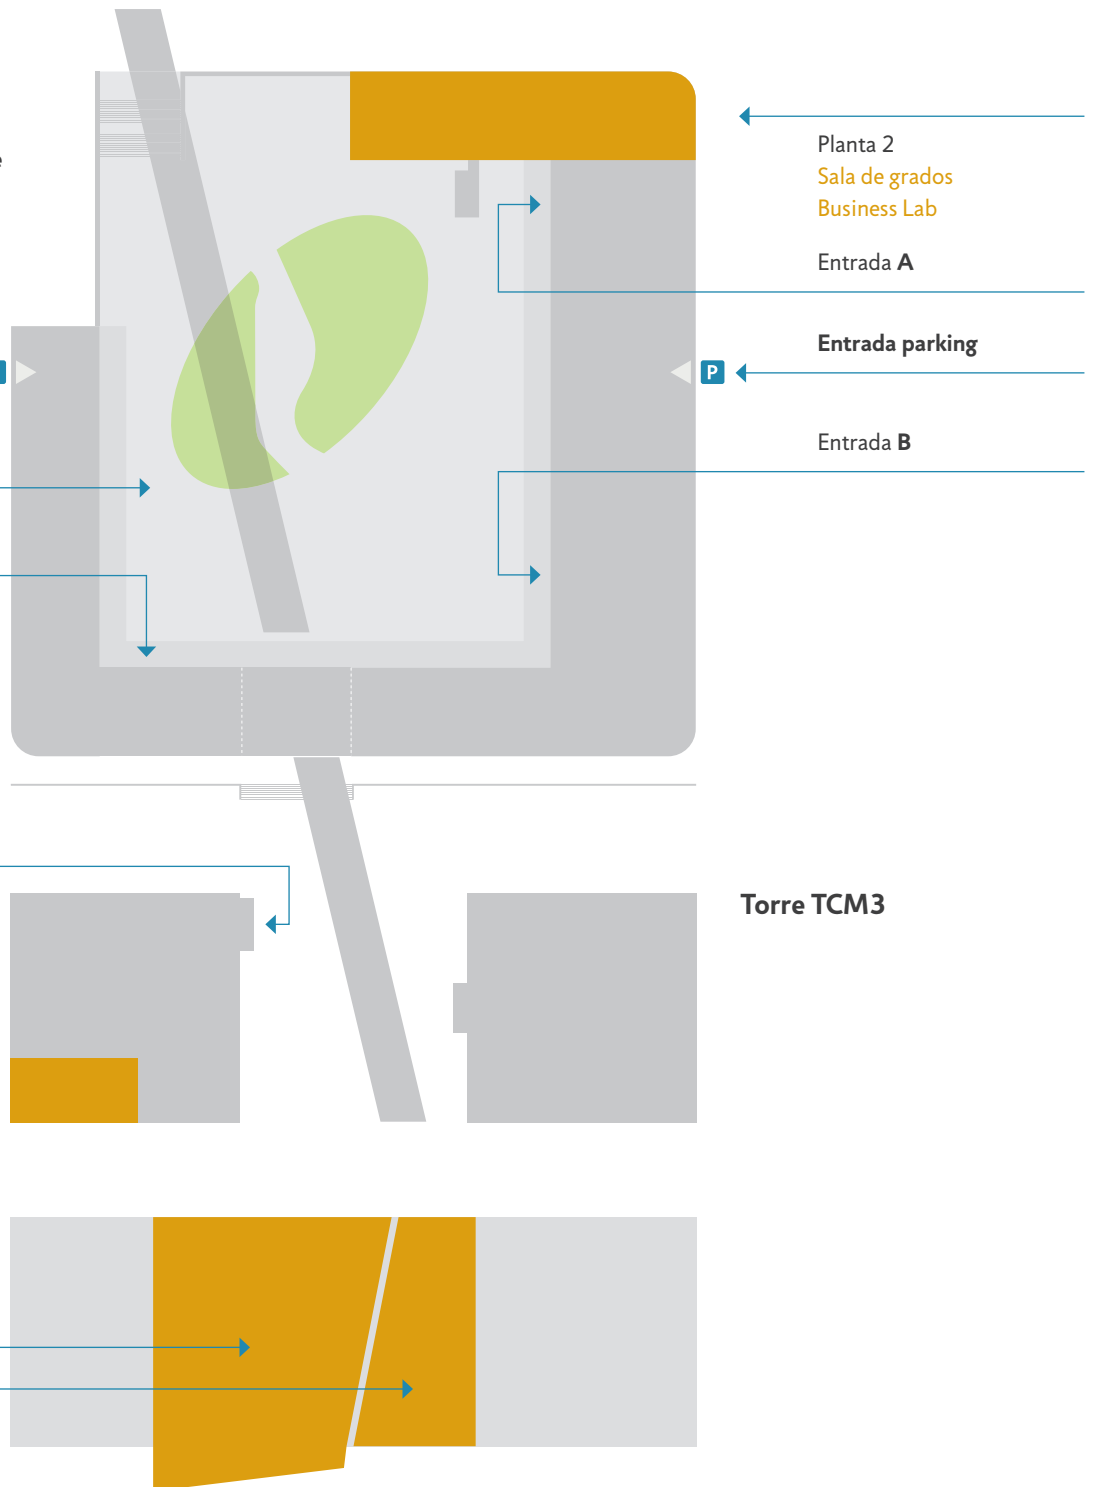 e
Planta 2
Sala de grados
Business Lab
Entrada A
Entrada parking
P
Entrada B
Torre TCM3